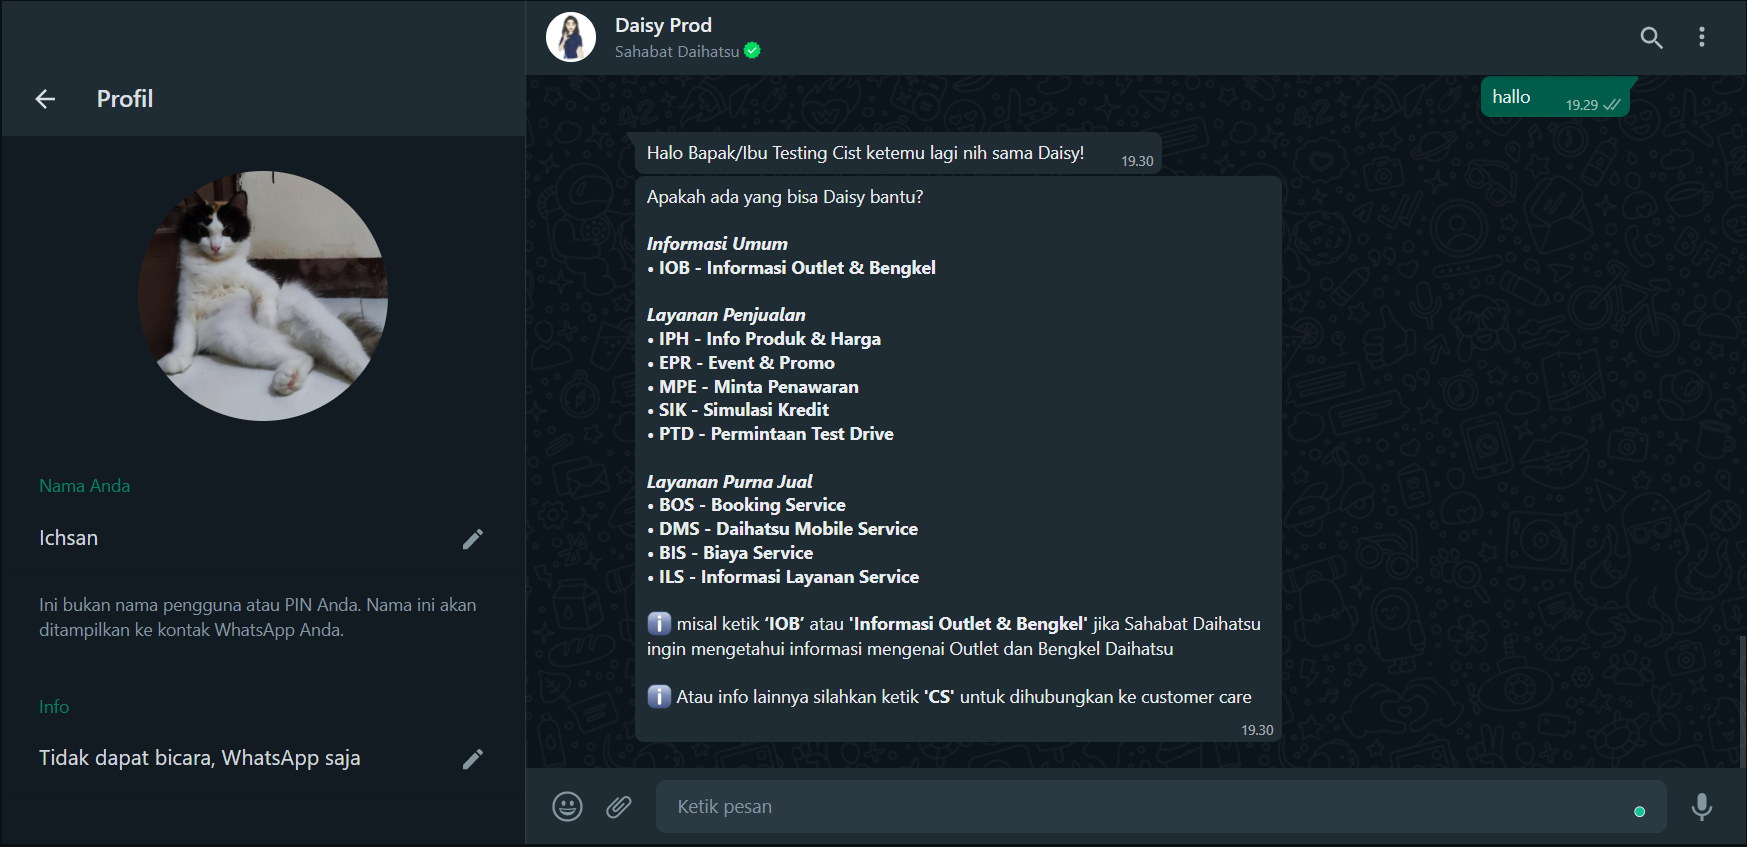 Profil
Nama Anda
Ichsan
Ini bukan nama pengguna atau PIN Anda. Nama ini akan
ditampilkan ke kontak WhatsApp Anda.
Info
Tidak dapat bicara, WhatsApp saja
Daisy Prod
Sahabat Daihatsu
hallo 19.29
Halo Bapak/Ibu Testing Cist ketemu lagi nih sama Daisy! 19.30
Apakah ada yang bisa Daisy bantu?
Informasi Umum
• IOB - Informasi Outlet & Bengkel
Layanan Penjualan
• IPH - Info Produk & Harga
• EPR - Event & Promo
• MPE - Minta Penawaran
• SIK - Simulasi Kredit
• PTD - Permintaan Test Drive
Layanan Purna Jual
• BOS - Booking Service
• DMS - Daihatsu Mobile Service
• BIS - Biaya Service
• ILS - Informasi Layanan Service
ℹ️ misal ketik ‘IOB’ atau 'Informasi Outlet & Bengkel' jika Sahabat Daihatsu
ingin mengetahui informasi mengenai Outlet dan Bengkel Daihatsu
ℹ️ Atau info lainnya silahkan ketik 'CS' untuk dihubungkan ke customer care
19.30
Ketik pesan